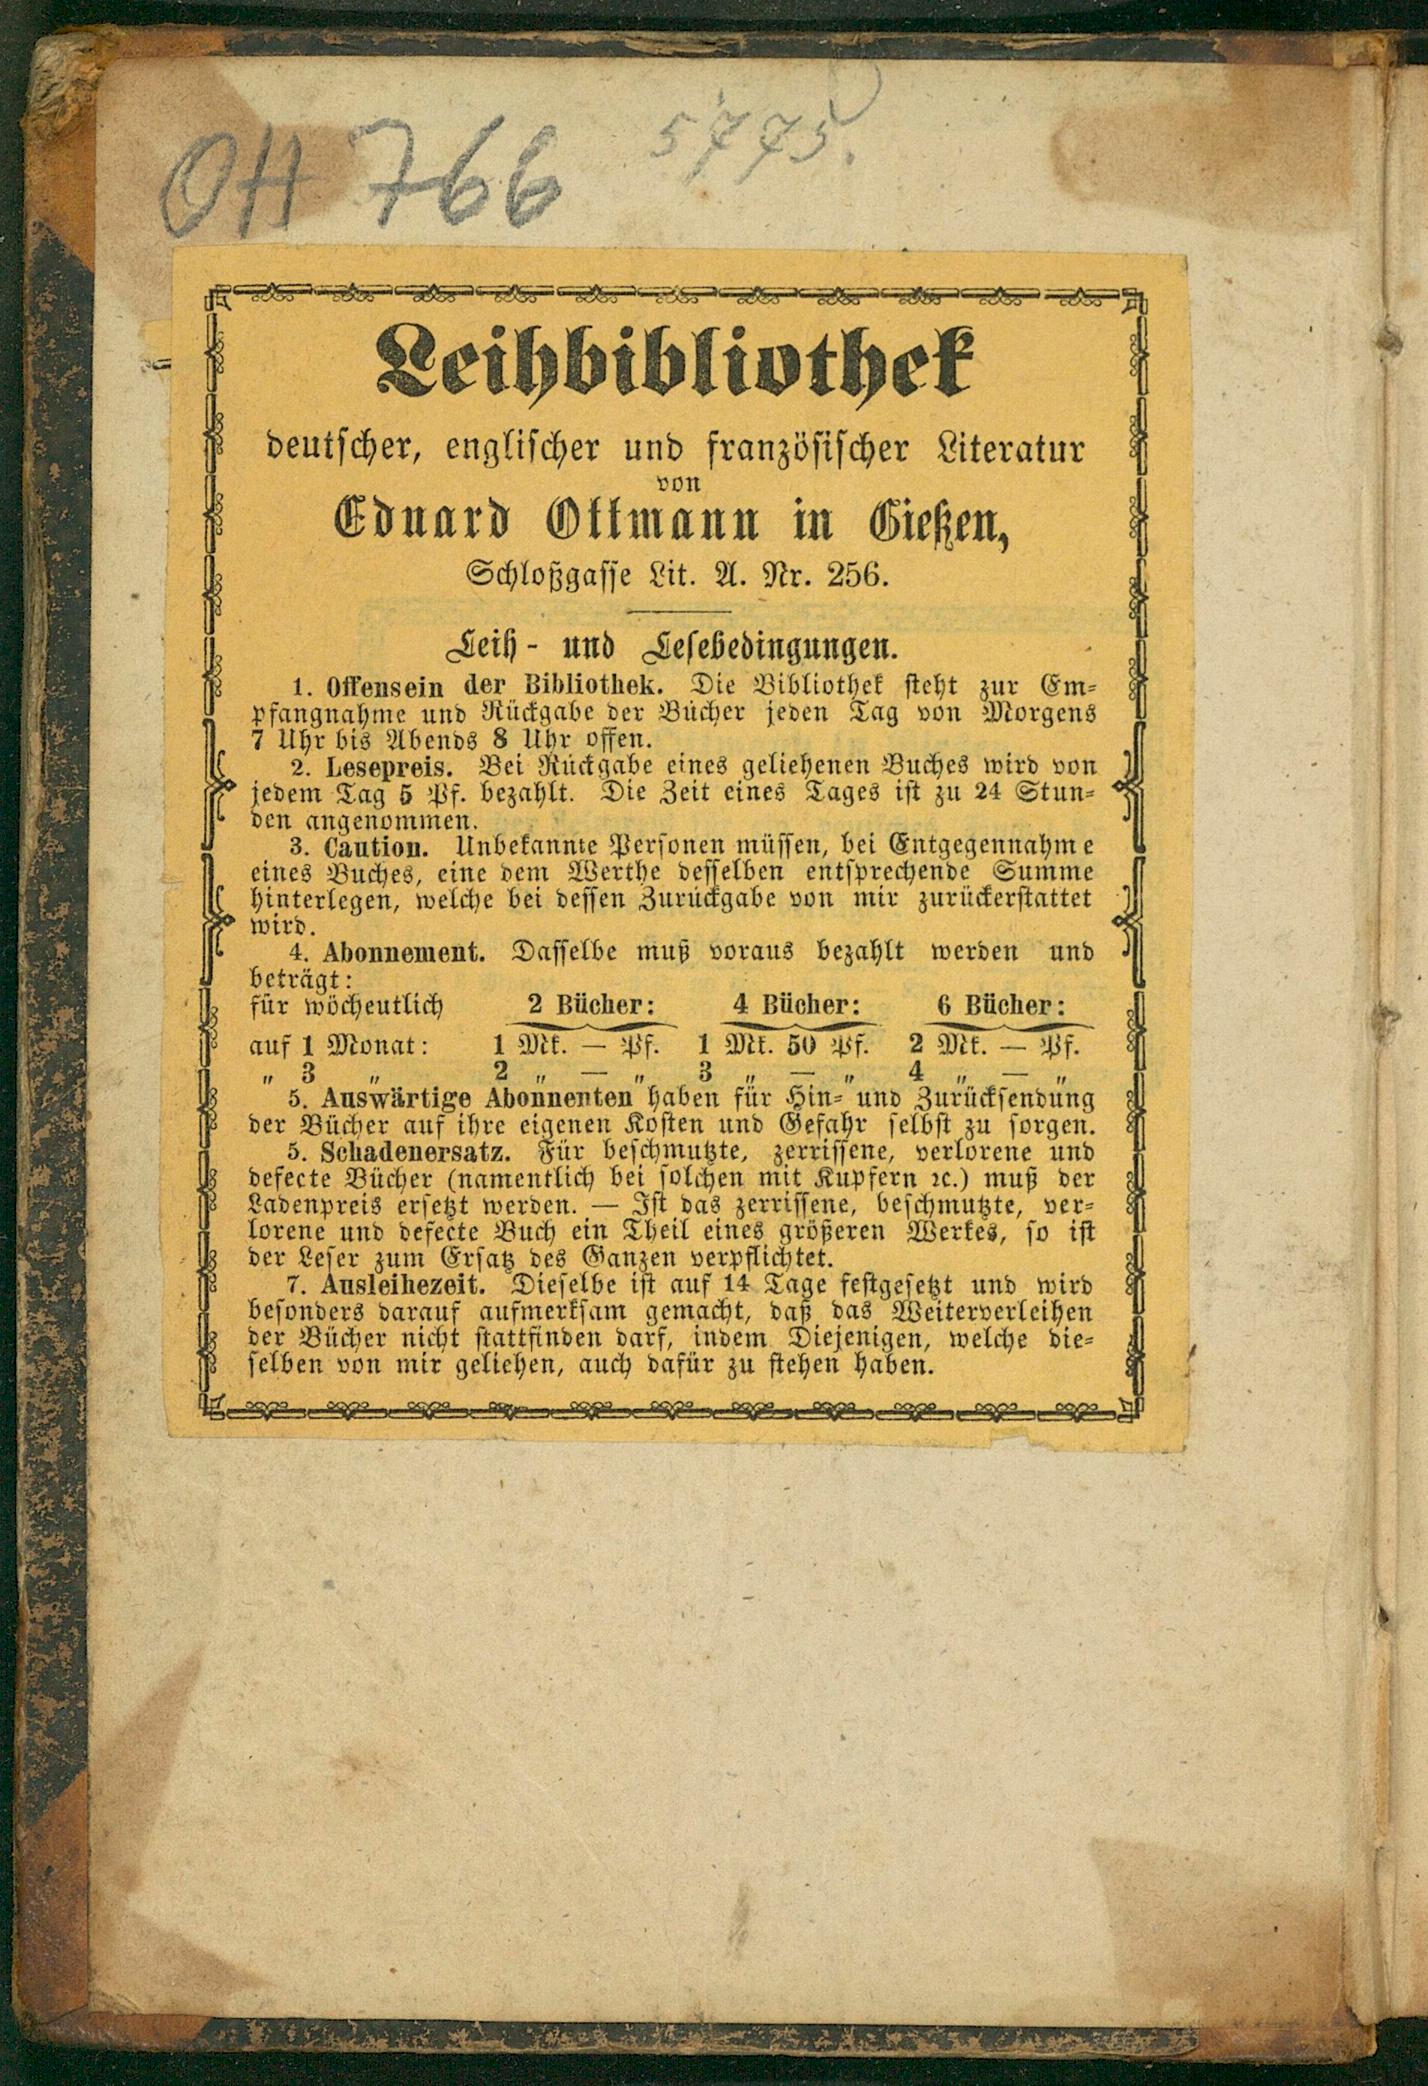 OH 766 5775.
Leihbibliothek
deutscher, englischer und französischer Literatur
von
Eduard Ottmann in Gießen,
Schloßgasse Lit. A. Nr. 256.
Leih- und Lesebedingungen.
1. Offensein der Bibliothek. Die Bibliothek steht zur Em-
pfangnahme und Rückgabe der Bücher jeden Tag von Morgens
7 Uhr bis Abends 8 Uhr offen.
2. Lesepreis. Bei Rückgabe eines geliehenen Buches wird von
jedem Tag 5 Pf. bezahlt. Die Zeit eines Tages ist zu 24 Stun-
den angenommen.
3. Caution. Unbekannte Personen müssen, bei Entgegennahme
eines Buches, eine dem Werthe desselben entsprechende Summe
hinterlegen, welche bei dessen Zurückgabe von mir zurückerstattet
wird.
4. Abonnement. Dasselbe muß voraus bezahlt werden und
beträgt:
für wöchentlich 2 Bücher: 4 Bücher: 6 Bücher:
auf 1 Monat: 1 Mk. — Pf. 1 Mk. 50 Pf. 2 Mk. — Pf.
„ 3 „ 2 „ — „ 3 „ — „ 4 „ — „
5. Auswärtige Abonnenten haben für Hin- und Zurücksendung
der Bücher auf ihre eigenen Kosten und Gefahr selbst zu sorgen.
5. Schadenersatz. Für beschmutzte, zerrissene, verlorene und
defecte Bücher (namentlich bei solchen mit Kupfern ꝛc.) muß der
Ladenpreis ersetzt werden. — Ist das zerrissene, beschmutzte, ver-
lorene und defecte Buch ein Theil eines größeren Werkes, so ist
der Leser zum Ersatz des Ganzen verpflichtet.
7. Ausleihezeit. Dieselbe ist auf 14 Tage festgesetzt und wird
besonders darauf aufmerksam gemacht, daß das Weiterverleihen
der Bücher nicht stattfinden darf, indem Diejenigen, welche die-
selben von mir geliehen, auch dafür zu stehen haben.